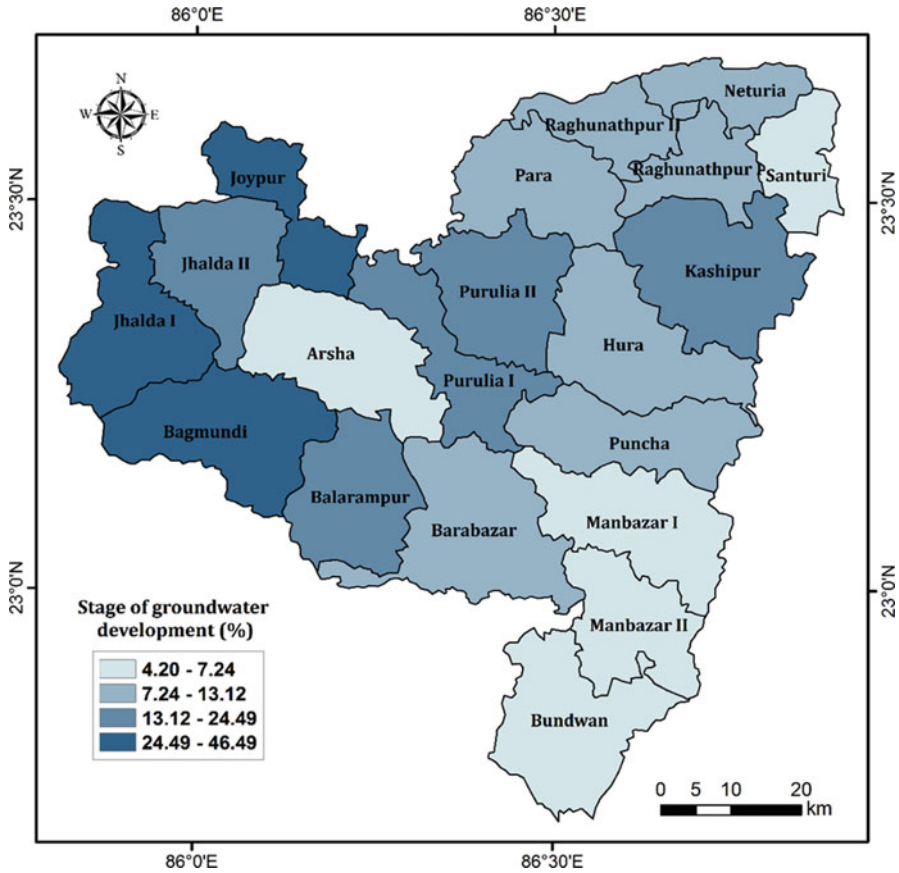 86°0'E 86°30'E
N
W E
S
23°30'N
23°30'N
Neturia
Raghunathpur II
Joypur
Para
Raghunathpur
Santuri
Jhalda II
Purulia II
Kashipur
Jhalda I
Arsha
Hura
Purulia I
Bagmundi
Puncha
Balarampur
Manbazar I
Barabazar
23°0'N
23°0'N
Stage of groundwater
development (%)
4.20 - 7.24
7.24 - 13.12
13.12 - 24.49
24.49 - 46.49
Manbazar II
Bundwan
0 5 10 20
km
86°0'E 86°30'E